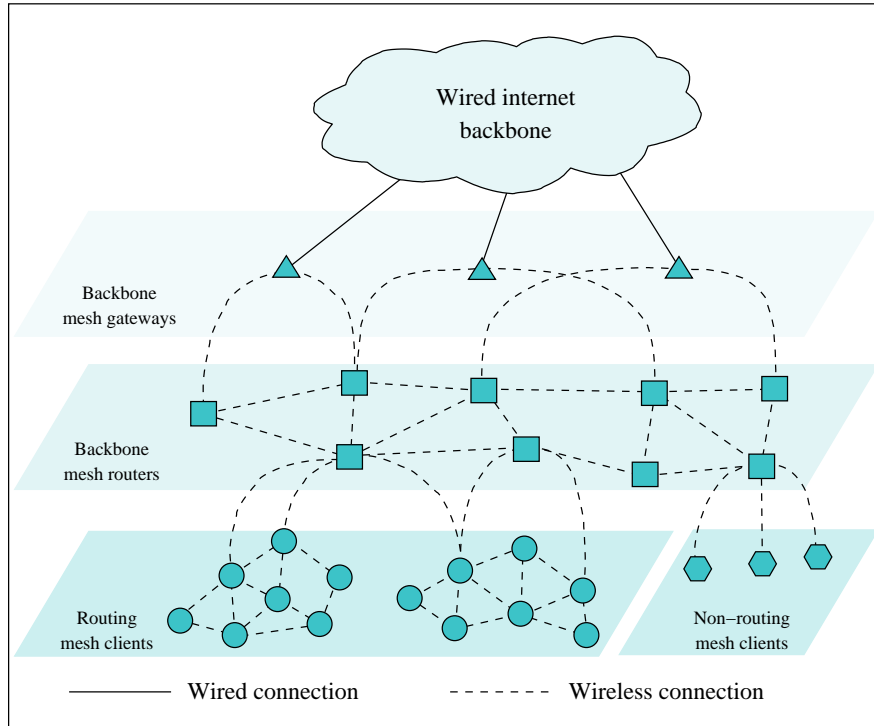 Wired internet
backbone
Backbone
mesh gateways
Backbone
mesh routers
Routing
mesh clients
Non−routing
mesh clients
Wired connection
Wireless connection